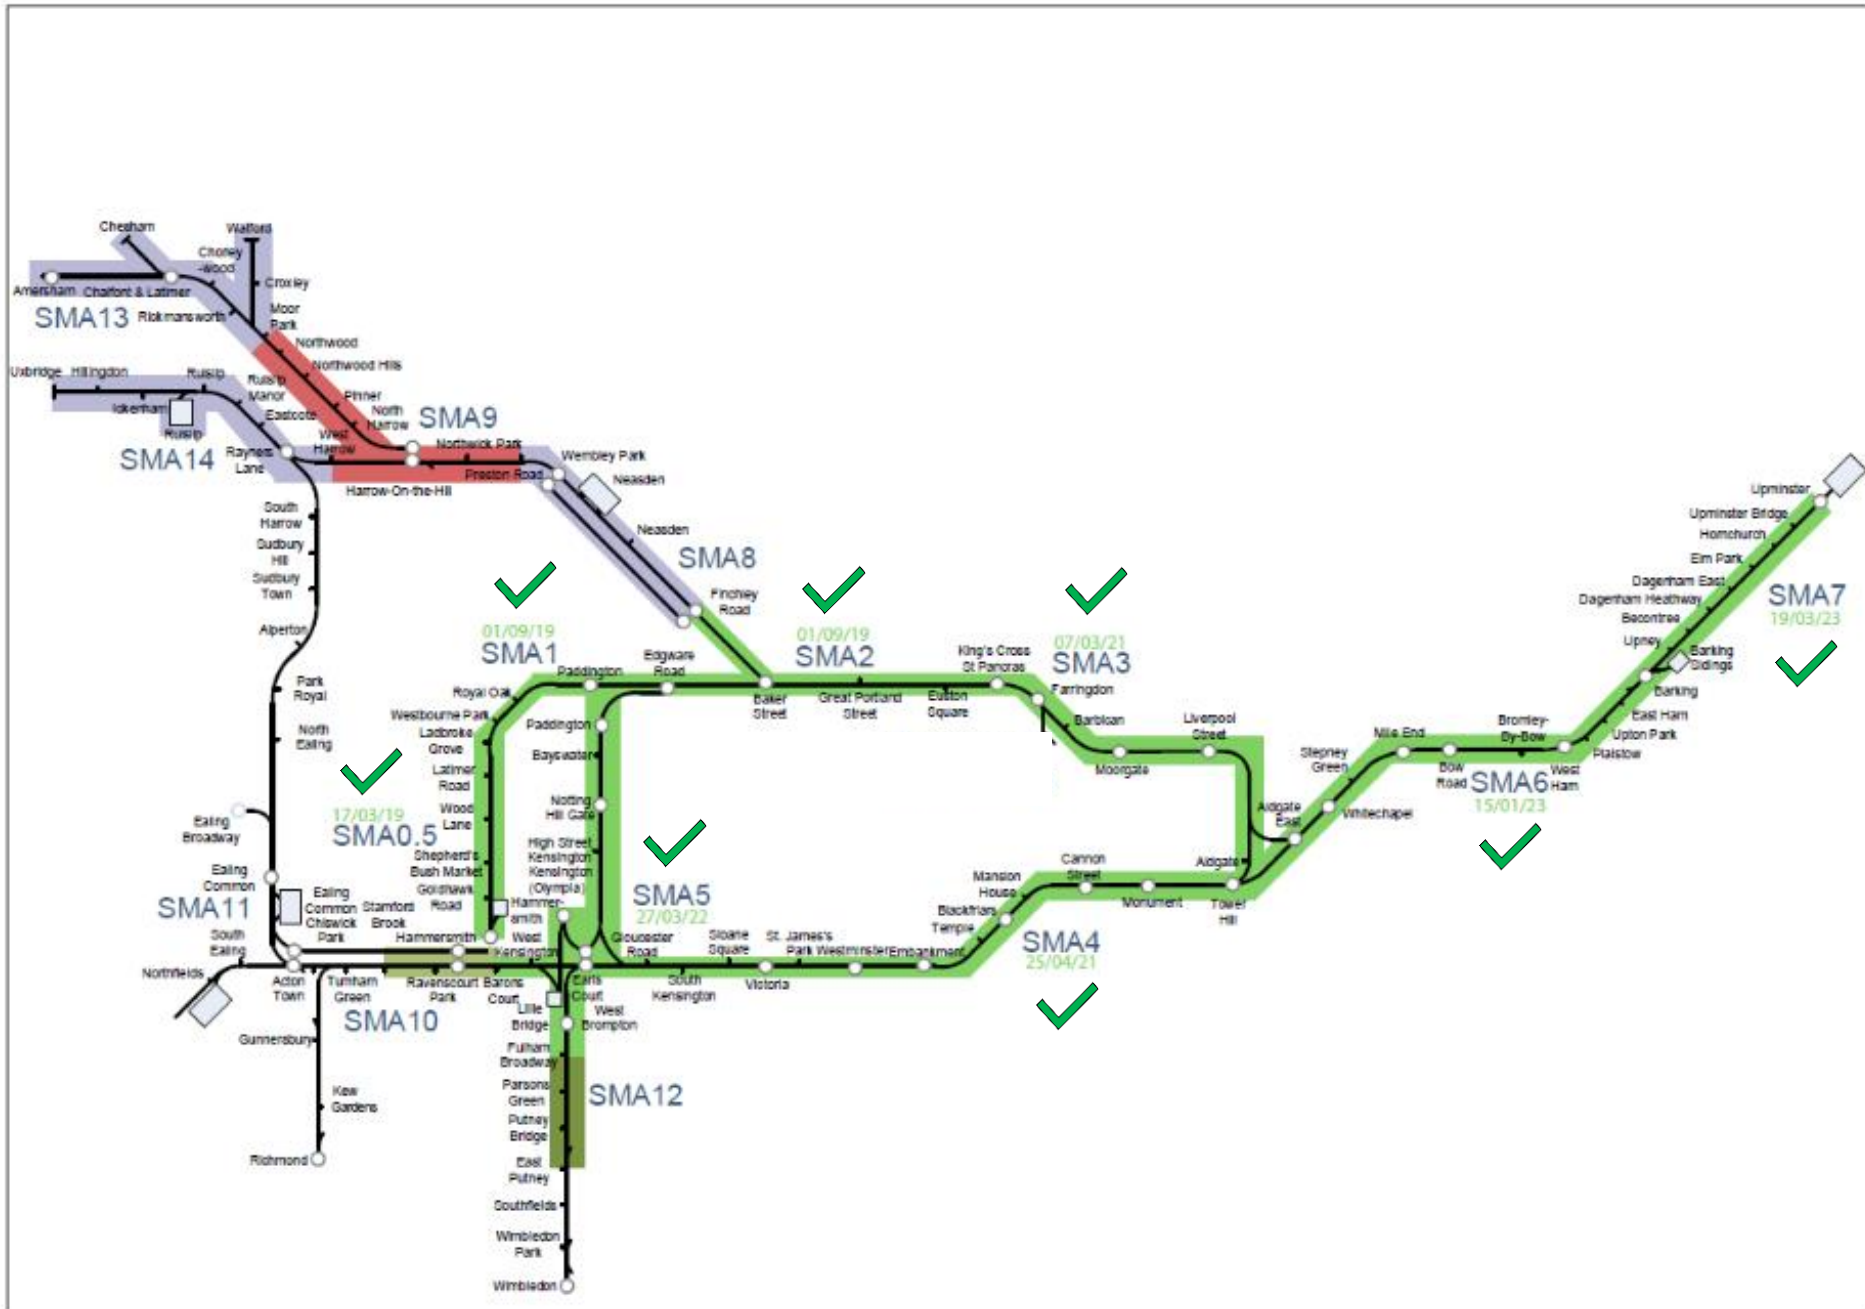 Chesham
Watford
Chorley
-wood
Croxley
Amersham
Chalfont & Latimer
SMA13
Rickmansworth
Moor
Park
Northwood
Northwood Hills
Uxbridge
Hillingdon
Ruislip
Ruislip
Manor
Pinner
Ickenham
Eastcote
North
Harrow
SMA9
Ruislip
West
Harrow
Northwick Park
SMA14
Rayners
Lane
Preston Road
Wembley Park
Neasden
Harrow-On-the-Hill
Upminster
South
Harrow
Neasden
Upminster Bridge
Hornchurch
Sudbury
Hill
SMA8
Elm Park
Sudbury
Town
Finchley
Road
Dagenham East
Dagenham Heathway
SMA7
19/03/23
Becontree
Alperton
01/09/19
SMA1
01/09/19
SMA2
07/03/21
SMA3
Upney
Barking
Sidings
King's Cross
St Pancras
Edgware
Road
Paddington
Farringdon
Barking
Park
Royal
Royal Oak
Baker
Street
Great Portland
Street
Euston
Square
Westbourne Park
Paddington
Barbican
Liverpool
Street
Mile End
Bromley-
By-Bow
East Ham
Upton Park
Plaistow
North
Ealing
Ladbroke
Grove
Bayswater
Moorgate
Stepney
Green
Bow
Road
West
Ham
SMA6
15/01/23
Latimer
Road
17/03/19
SMA0.5
Wood
Lane
Notting
Hill Gate
Aldgate
East
Whitechapel
Ealing
Broadway
High Street
Kensington
Kensington
(Olympia)
Shepherd's
Bush Market
Goldhawk
Road
Aldgate
Cannon
Street
Mansion
House
Ealing
Common
SMA5
27/03/22
Monument
Tower
Hill
SMA11
Ealing
Common
Chiswick
Park
Stamford
Brook
Hammer-
smith
Blackfriars
Temple
South
Ealing
Hammersmith
West
Kensington
Gloucester
Road
Sloane
Square
St. James's
Park
Westminster
Embankment
SMA4
25/04/21
Northfields
Acton
Town
Turnham
Green
Ravenscourt
Park
Barons
Court
Earls
Court
South
Kensington
Victoria
SMA10
Lillie
Bridge
West
Brompton
Gunnersbury
Fulham
Broadway
Parsons
Green
SMA12
Kew
Gardens
Putney
Bridge
Richmond
East
Putney
Southfields
Wimbledon
Park
Wimbledon